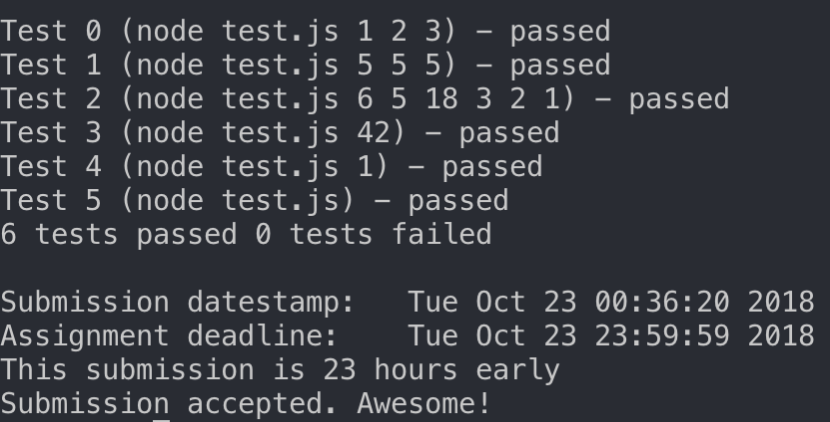 Test 0 (node test.js 1 2 3) – passed
Test 1 (node test.js 5 5 5) – passed
Test 2 (node test.js 6 5 18 3 2 1) – passed
Test 3 (node test.js 42) – passed
Test 4 (node test.js 1) – passed
Test 5 (node test.js) – passed
6 tests passed 0 tests failed

Submission datestamp:   Tue Oct 23 00:36:20 2018
Assignment deadline:    Tue Oct 23 23:59:59 2018
This submission is 23 hours early
Submission accepted. Awesome!